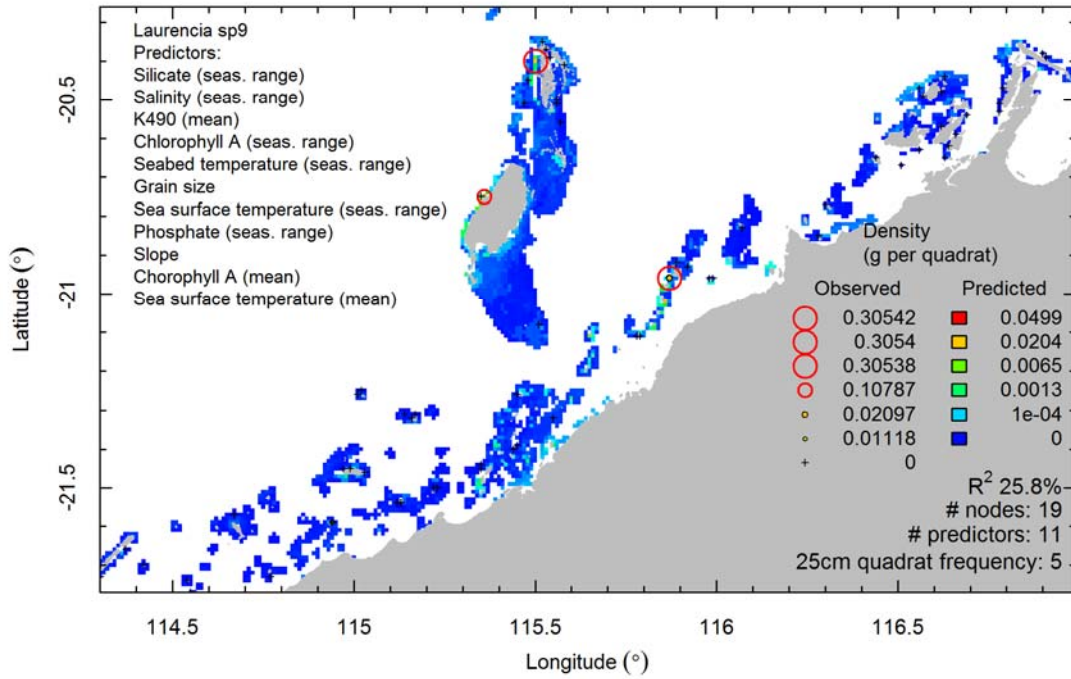 Laurencia sp9
Predictors:
Silicate (seas. range)
Salinity (seas. range)
K490 (mean)
Chlorophyll A (seas. range)
Seabed temperature (seas. range)
Grain size
Sea surface temperature (seas. range)
Phosphate (seas. range)
Slope
Chorophyll A (mean)
Sea surface temperature (mean)
-20.5
-21
-21.5
Latitude (°)
Density
(g per quadrat)
Observed Predicted
0.30542 0.0499
0.3054 0.0204
0.30538 0.0065
0.10787 0.0013
0.02097 1e-04
0.01118 0
0
R² 25.8%
# nodes: 19
# predictors: 11
25cm quadrat frequency: 5
114.5 115 115.5 116 116.5
Longitude (°)